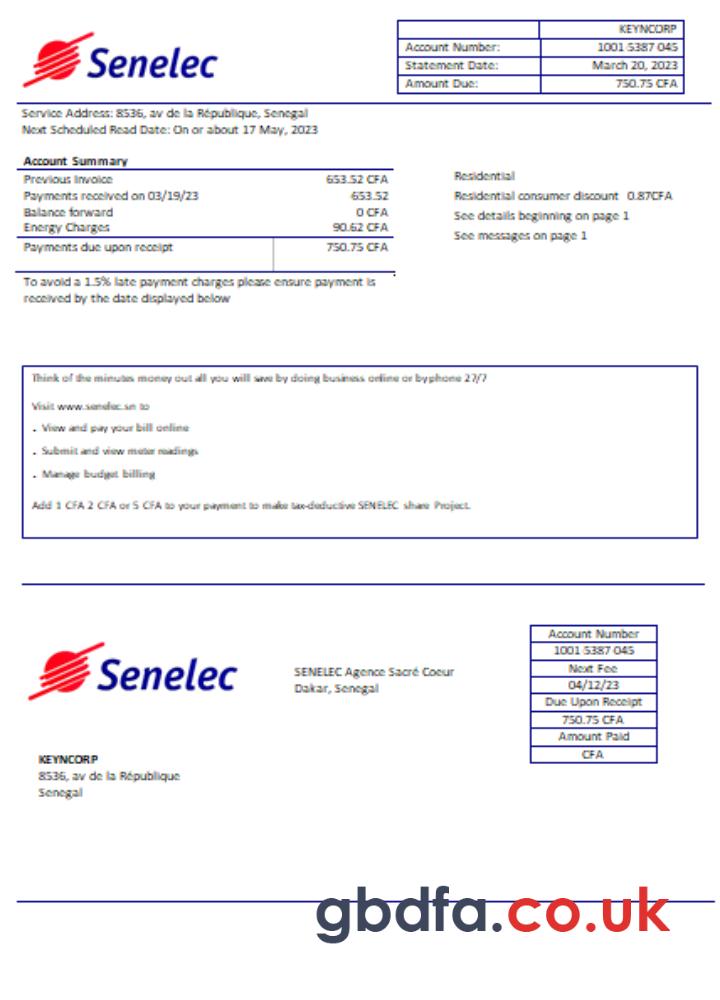 Senelec
KEYNCORP
Account Number: 1001 5387 045
Statement Date: March 20, 2023
Amount Due: 750.75 CFA
Service Address: 8536, av de la République, Senegal
Next Scheduled Read Date: On or about 17 May, 2023
Account Summary
Previous Invoice 653.52 CFA
Payments received on 03/19/23 653.52
Balance forward 0 CFA
Energy Charges 90.62 CFA
Payments due upon receipt 750.75 CFA
Residential
Residential consumer discount 0.87CFA
See details beginning on page 1
See messages on page 1
To avoid a 1.5% late payment charges please ensure payment is
received by the date displayed below
Think of the minutes money out all you will save by doing business online or by phone 27/7
Visit www.senelec.sn to
. View and pay your bill online
. Submit and view meter readings
. Manage budget billing
Add 1 CFA 2 CFA or 5 CFA to your payment to make tax-deductive SENELEC share Project.
Senelec
SENELEC Agence Sacré Coeur
Dakar, Senegal
Account Number
1001 5387 045
Next Fee
04/12/23
Due Upon Receipt
750.75 CFA
Amount Paid
CFA
KEYNCORP
8536, av de la République
Senegal
gbdfa.co.uk